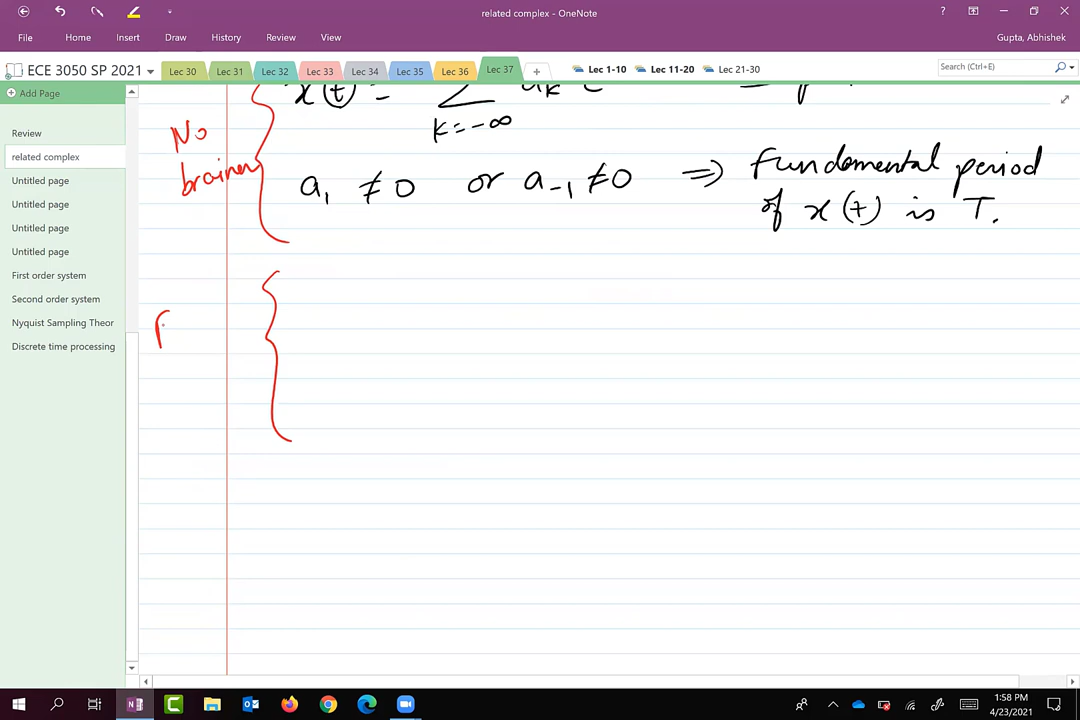 related complex - OneNote
?
File Home Insert Draw History Review View
Gupta, Abhishek
ECE 3050 SP 2021
Lec 30 Lec 31 Lec 32 Lec 33 Lec 34 Lec 35 Lec 36 Lec 37
Lec 1-10 Lec 11-20 Lec 21-30
Search (Ctrl+E)
Add Page
Review
related complex
Untitled page
Untitled page
Untitled page
Untitled page
First order system
Second order system
Nyquist Sampling Theor
Discrete time processing
x(t) = Σ
k=-∞
No
brainer
a₁ ≠ 0 or a₋₁ ≠ 0 ⇒ Fundamental period
of x(t) is T.
1:58 PM
4/23/2021